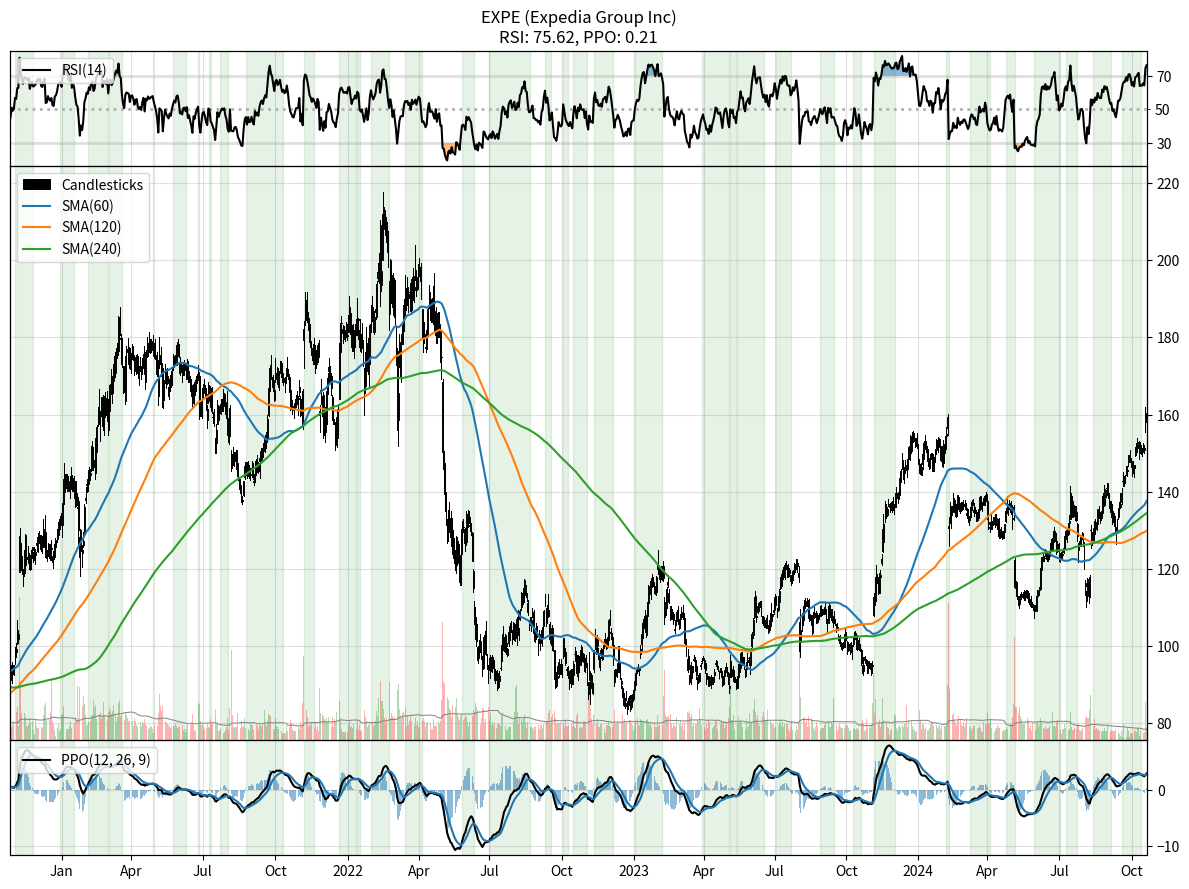 EXPE (Expedia Group Inc)
RSI: 75.62, PPO: 0.21
RSI(14)
70
50
30
Candlesticks
SMA(60)
SMA(120)
SMA(240)
220
200
180
160
140
120
100
80
PPO(12, 26, 9)
0
−10
Jan Apr Jul Oct 2022 Apr Jul Oct 2023 Apr Jul Oct 2024 Apr Jul Oct